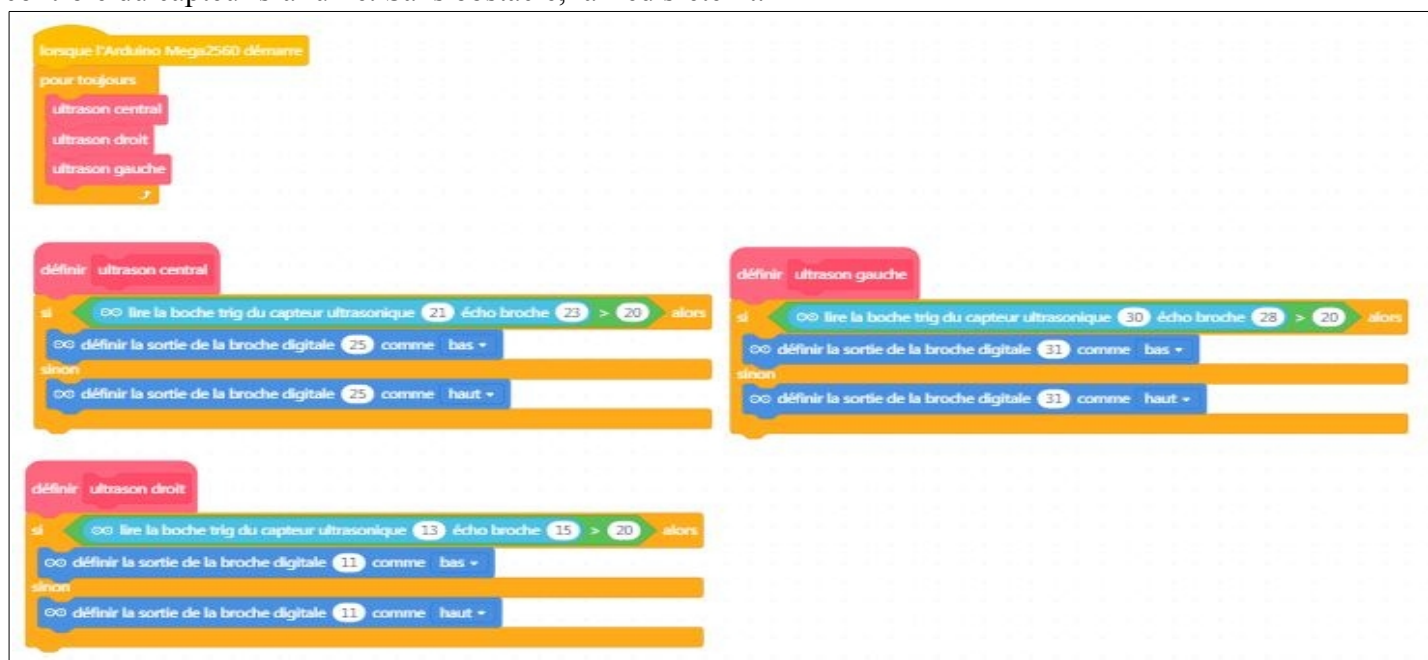 lorsque l'Arduino Mega2560 démarre
pour toujours
ultrason central
ultrason droit
ultrason gauche
définir ultrason central
si lire la boche trig du capteur ultrasonique 21 écho broche 23 > 20 alors
définir la sortie de la broche digitale 25 comme bas
sinon
définir la sortie de la broche digitale 25 comme haut
définir ultrason gauche
si lire la boche trig du capteur ultrasonique 30 écho broche 28 > 20 alors
définir la sortie de la broche digitale 31 comme bas
sinon
définir la sortie de la broche digitale 31 comme haut
définir ultrason droit
si lire la boche trig du capteur ultrasonique 13 écho broche 15 > 20 alors
définir la sortie de la broche digitale 11 comme bas
sinon
définir la sortie de la broche digitale 11 comme haut